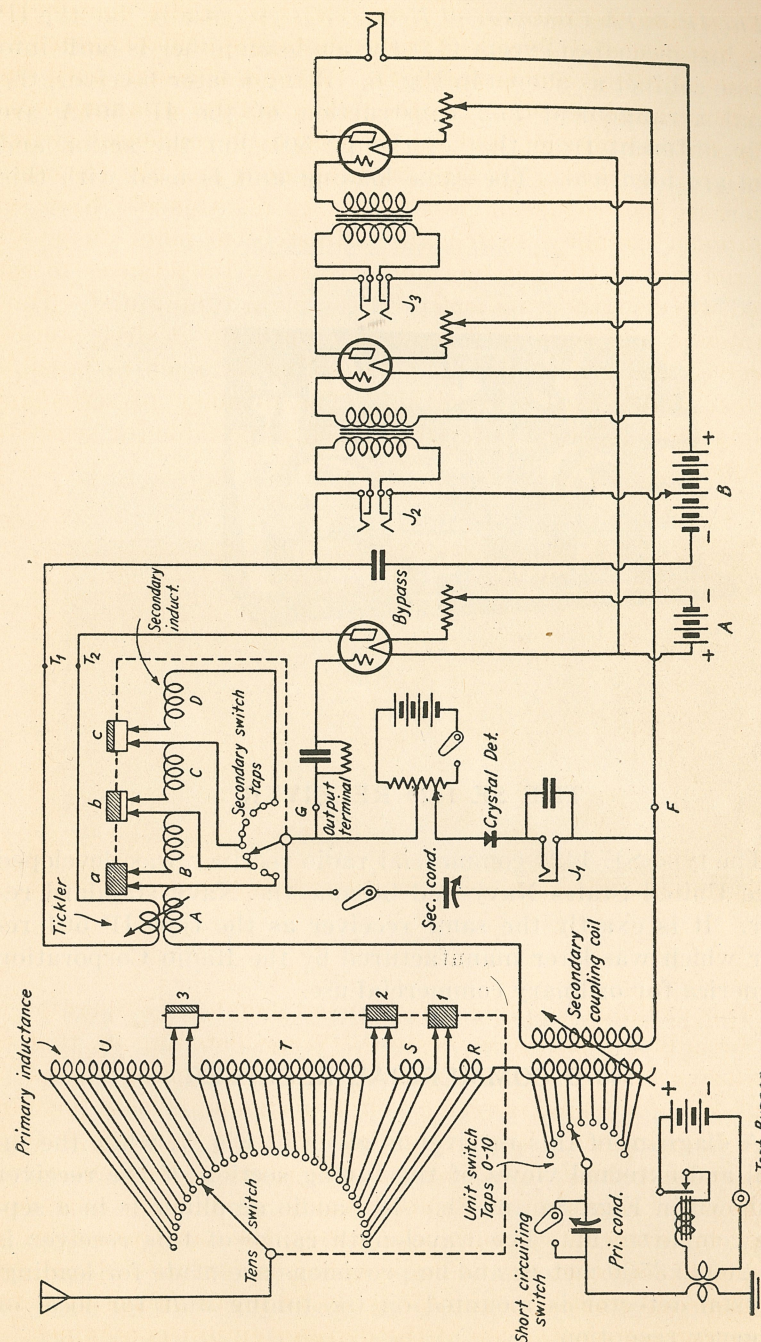 Primary inductance
U
3
T
2
S
1
R
Tens switch
Unit switch
Taps 0-10
Short circuiting
switch
Pri. cond.
Secondary
coupling coil
+
-
Test Buzzer
Tickler
T1
T2
a
b
c
A
B
C
D
Secondary
induct.
Secondary switch
taps
G
Output
terminal
Sec. cond.
Crystal Det.
J1
F
Bypass
+
-
A
J2
J3
-
+
B